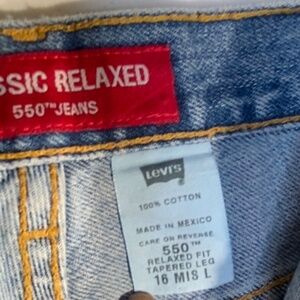 SSIC RELAXED
550™ JEANS
LEVI'S
100% COTTON
MADE IN MEXICO
CARE ON REVERSE
550™
RELAXED FIT
TAPERED LEG
16 MIS L